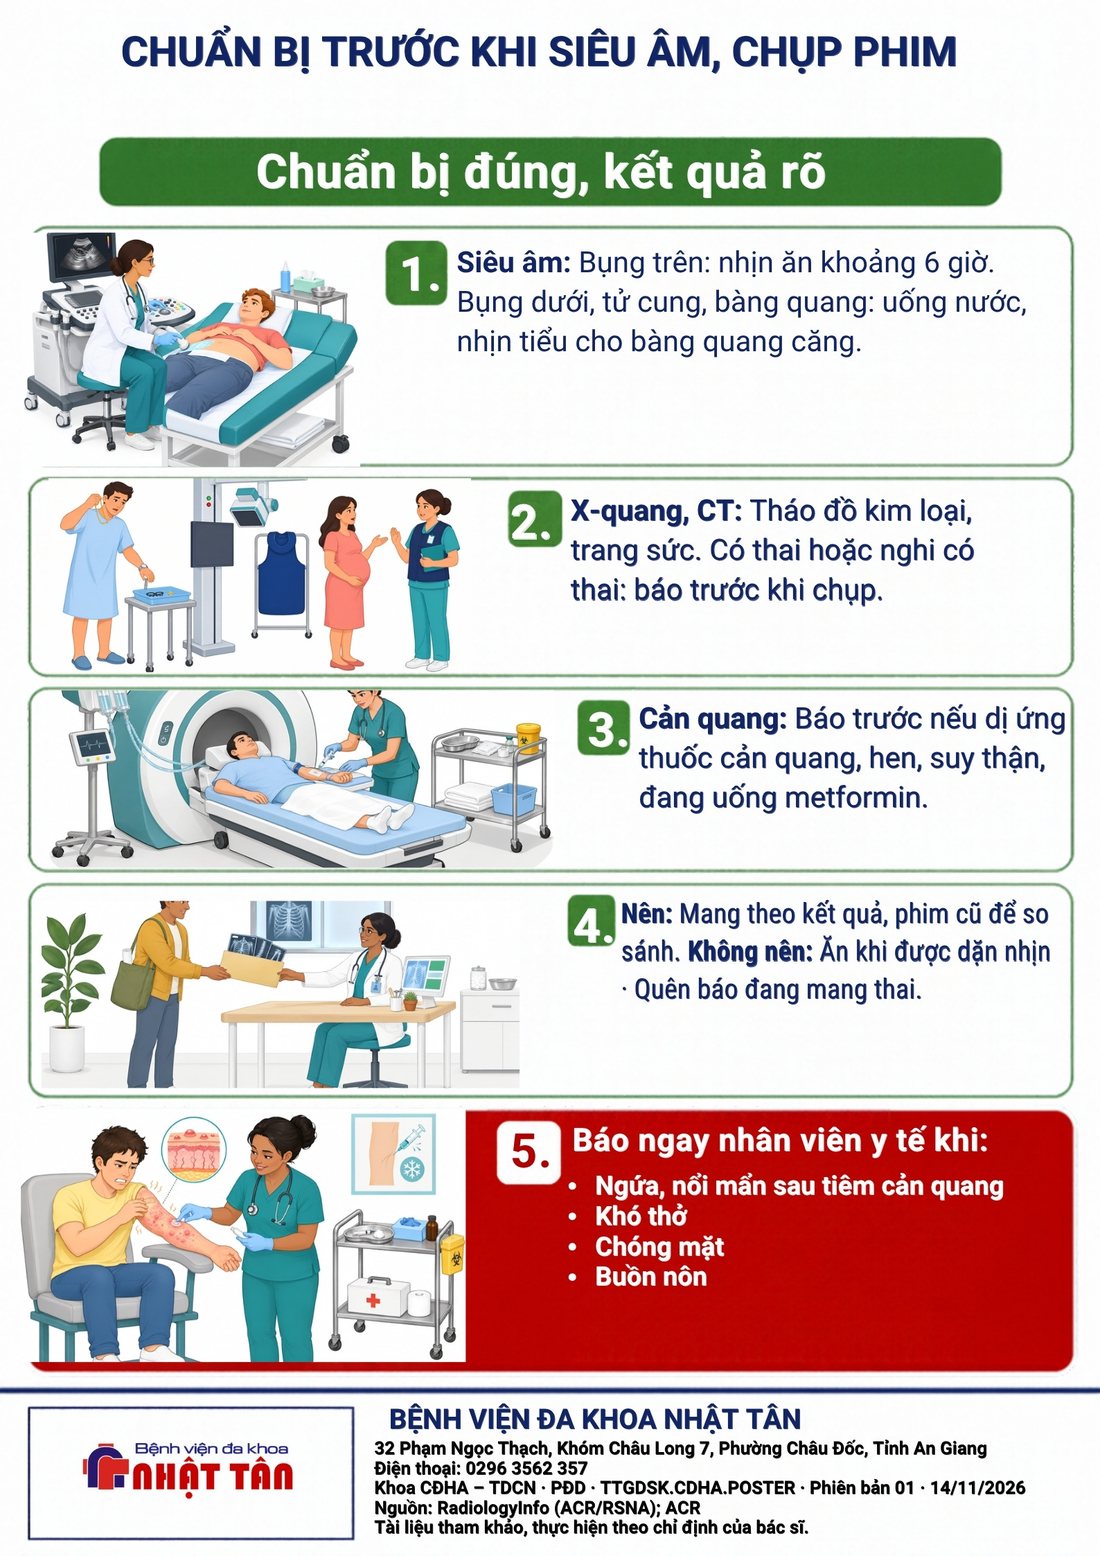 CHUẨN BỊ TRƯỚC KHI SIÊU ÂM, CHỤP PHIM
Chuẩn bị đúng, kết quả rõ
1. Siêu âm: Bụng trên: nhịn ăn khoảng 6 giờ.
Bụng dưới, tử cung, bàng quang: uống nước,
nhịn tiểu cho bàng quang căng.
2. X-quang, CT: Tháo đồ kim loại,
trang sức. Có thai hoặc nghi có
thai: báo trước khi chụp.
3. Cản quang: Báo trước nếu dị ứng
thuốc cản quang, hen, suy thận,
đang uống metformin.
4. Nên: Mang theo kết quả, phim cũ để so
sánh. Không nên: Ăn khi được dặn nhịn
· Quên báo đang mang thai.
5. Báo ngay nhân viên y tế khi:
• Ngứa, nổi mẩn sau tiêm cản quang
• Khó thở
• Chóng mặt
• Buồn nôn
Bệnh viện đa khoa
NHẬT TÂN
BỆNH VIỆN ĐA KHOA NHẬT TÂN
32 Phạm Ngọc Thạch, Khóm Châu Long 7, Phường Châu Đốc, Tỉnh An Giang
Điện thoại: 0296 3562 357
Khoa CĐHA – TDCN · PĐD · TTGDSK.CDHA.POSTER · Phiên bản 01 · 14/11/2026
Nguồn: RadiologyInfo (ACR/RSNA); ACR
Tài liệu tham khảo, thực hiện theo chỉ định của bác sĩ.